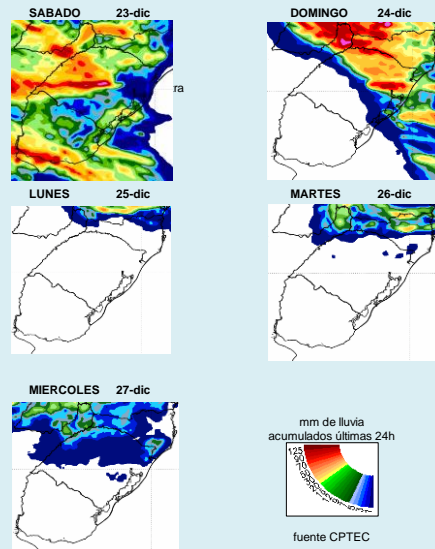 SABADO 23-dic
DOMINGO 24-dic
ra
LUNES 25-dic
MARTES 26-dic
MIERCOLES 27-dic
mm de lluvia
acumulados últimas 24h
fuente CPTEC